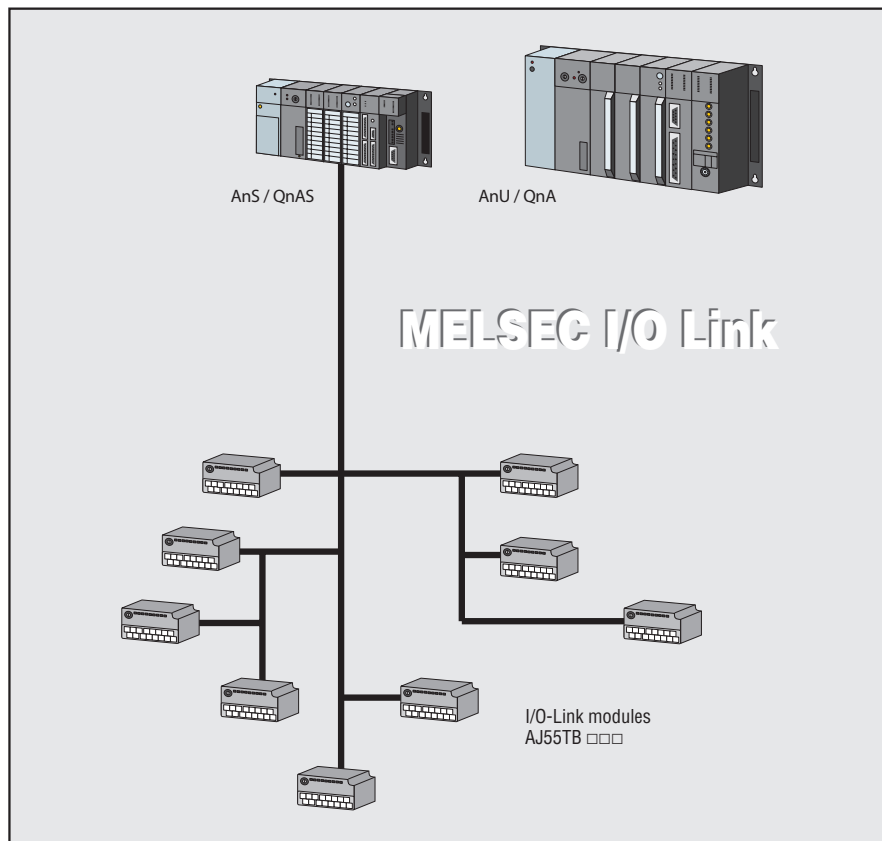 AnS / QnAS
AnU / QnA
MELSEC I/O Link
I/O-Link modules
AJ55TB □□□